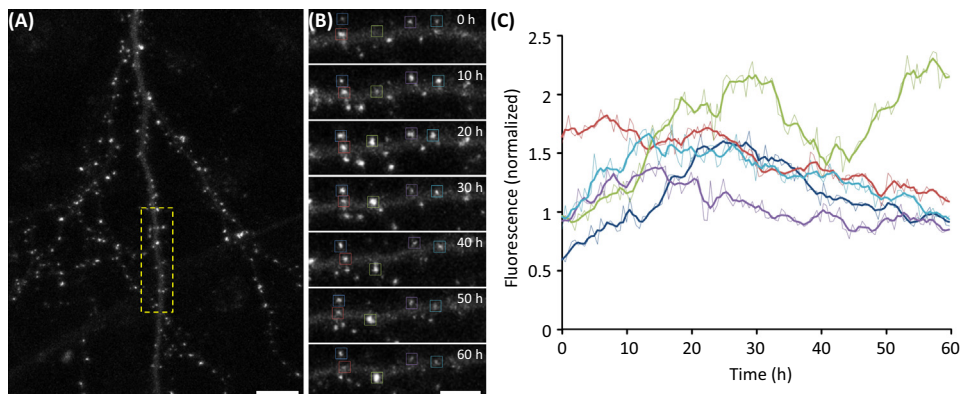 (A)
(B)
0 h
10 h
20 h
30 h
40 h
50 h
60 h
(C)
Fluorescence (normalized)
2.5
2
1.5
1
0.5
0
0 10 20 30 40 50 60
Time (h)